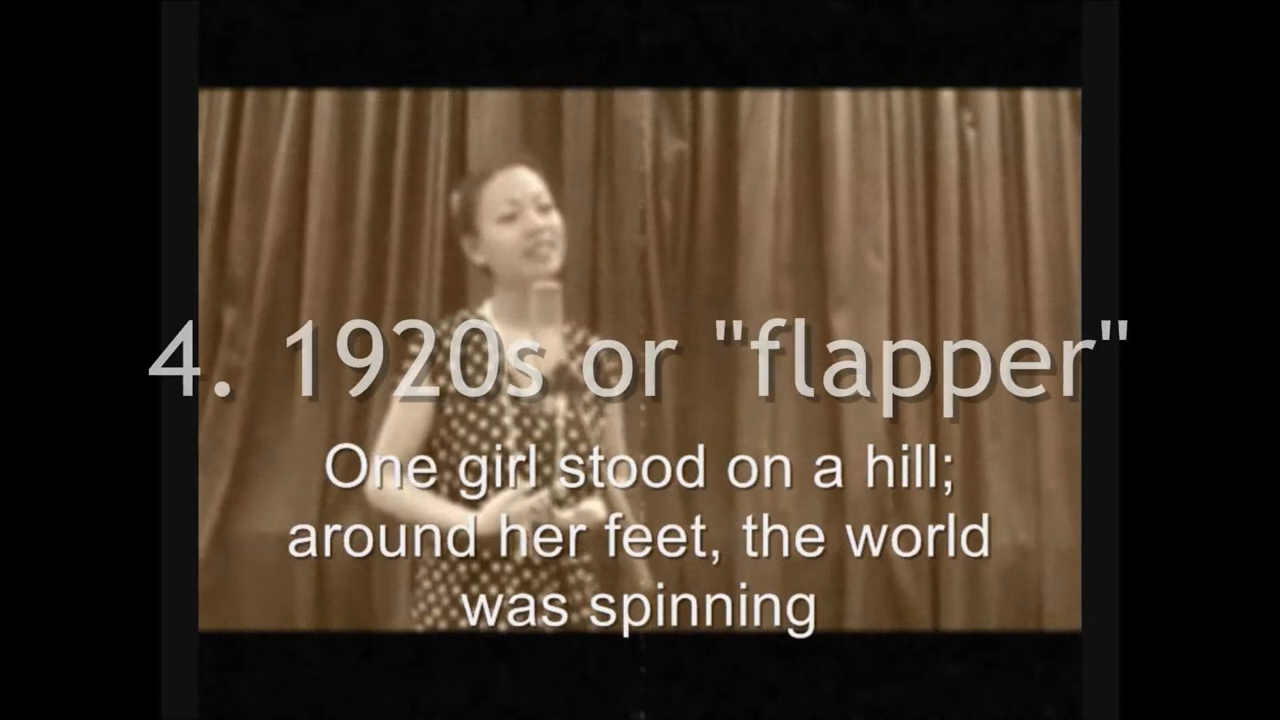 4. 1920s or "flapper"
One girl stood on a hill;
around her feet, the world
was spinning